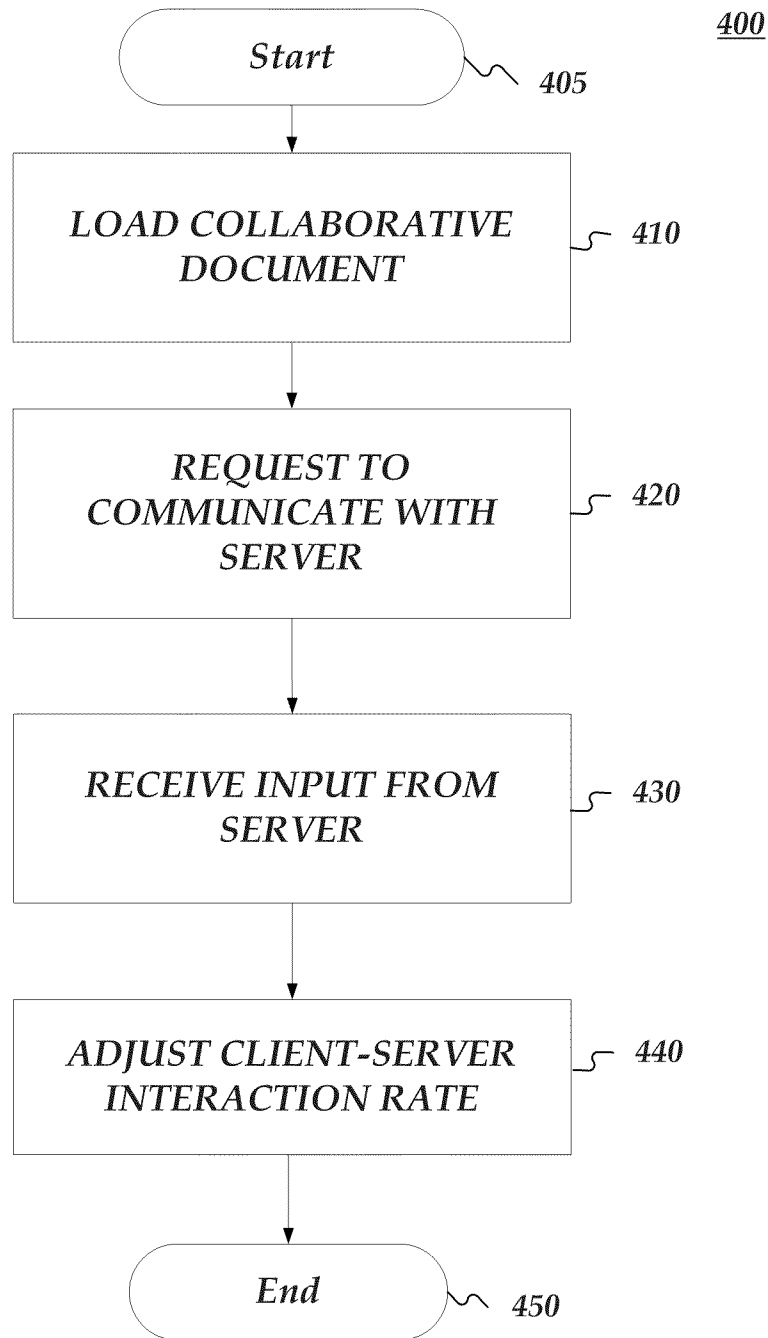 400
Start
405
LOAD COLLABORATIVE
DOCUMENT
410
REQUEST TO
COMMUNICATE WITH
SERVER
420
RECEIVE INPUT FROM
SERVER
430
ADJUST CLIENT-SERVER
INTERACTION RATE
440
End
450